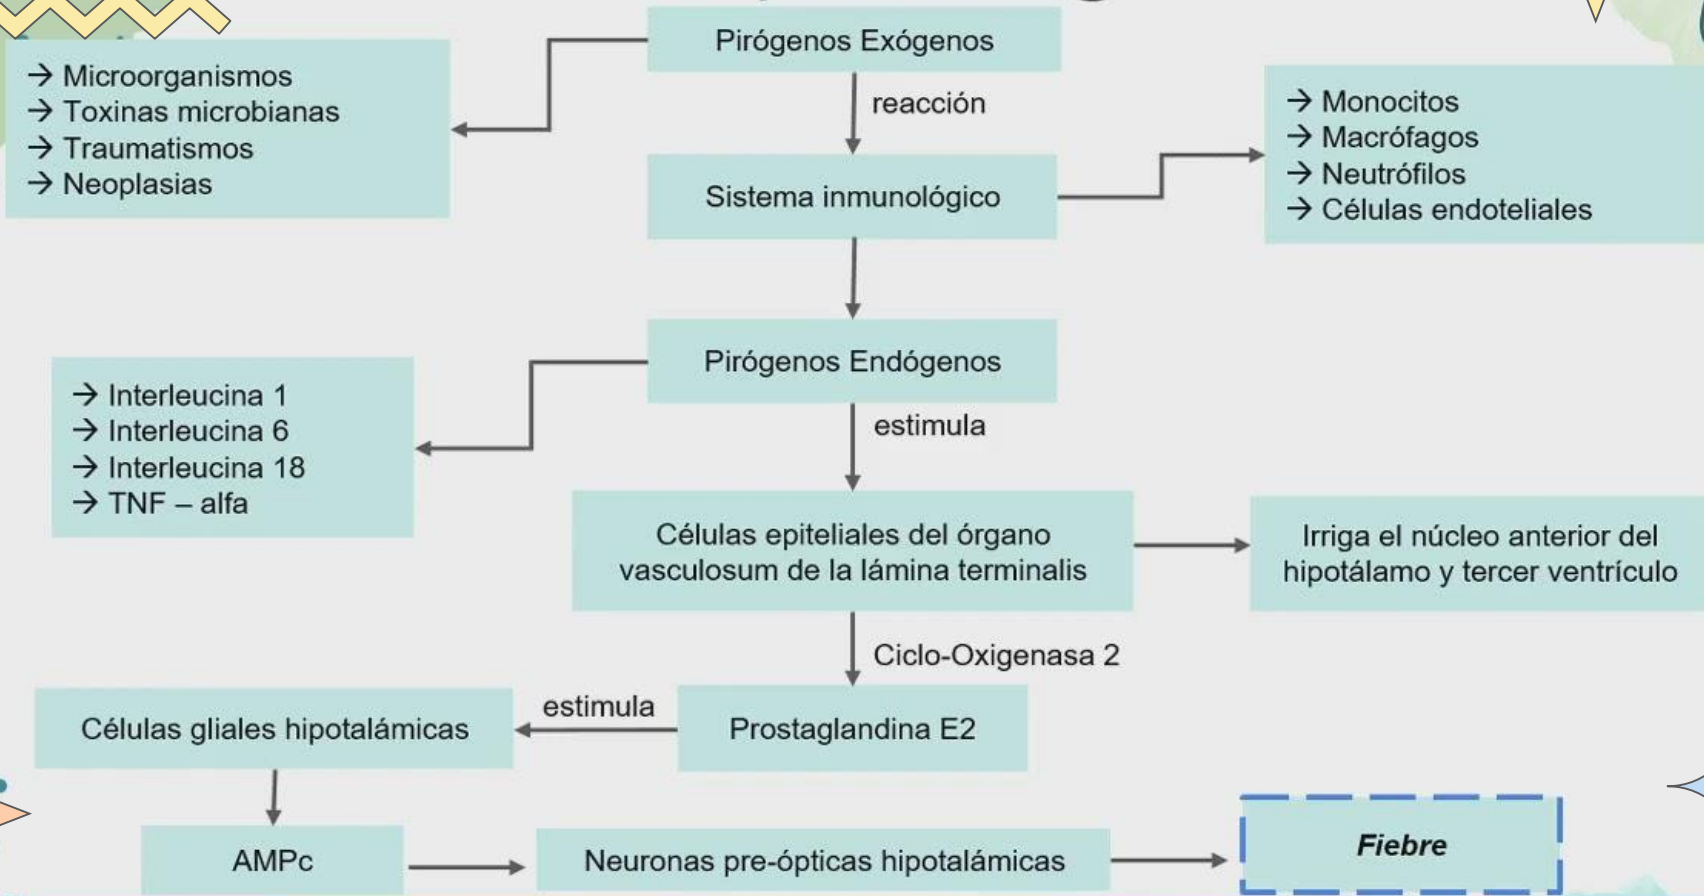 Pirógenos Exógenos
→ Microorganismos
→ Toxinas microbianas
→ Traumatismos
→ Neoplasias
reacción
→ Monocitos
→ Macrófagos
→ Neutrófilos
→ Células endoteliales
Sistema inmunológico
Pirógenos Endógenos
→ Interleucina 1
→ Interleucina 6
→ Interleucina 18
→ TNF – alfa
estimula
Células epiteliales del órgano
vasculosum de la lámina terminalis
Irriga el núcleo anterior del
hipotálamo y tercer ventrículo
Ciclo-Oxigenasa 2
Prostaglandina E2
estimula
Células gliales hipotalámicas
AMPc
Neuronas pre-ópticas hipotalámicas
Fiebre